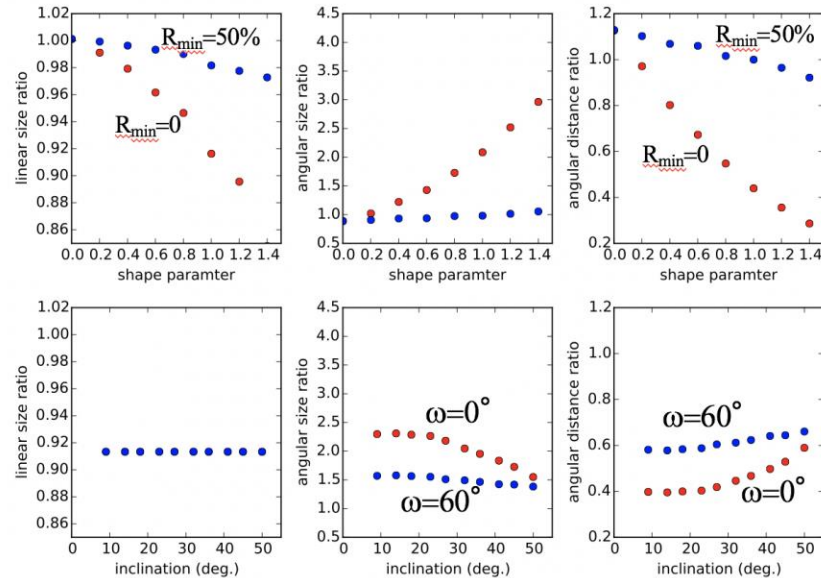 linear size ratio
1.02
1.00
0.98
0.96
0.94
0.92
0.90
0.88
0.86
R_min=50%
R_min=0
0.0 0.2 0.4 0.6 0.8 1.0 1.2 1.4
shape paramter
angular size ratio
4.5
4.0
3.5
3.0
2.5
2.0
1.5
1.0
0.5
0.0 0.2 0.4 0.6 0.8 1.0 1.2 1.4
shape paramter
angular distance ratio
1.2
1.0
0.8
0.6
0.4
0.2
R_min=50%
R_min=0
0.0 0.2 0.4 0.6 0.8 1.0 1.2 1.4
shape paramter
linear size ratio
1.02
1.00
0.98
0.96
0.94
0.92
0.90
0.88
0.86
0 10 20 30 40 50
inclination (deg.)
angular size ratio
4.5
4.0
3.5
3.0
2.5
2.0
1.5
1.0
0.5
ω=0°
ω=60°
0 10 20 30 40 50
inclination (deg.)
angular distance ratio
1.2
1.0
0.8
0.6
0.4
0.2
ω=60°
ω=0°
0 10 20 30 40 50
inclination (deg.)